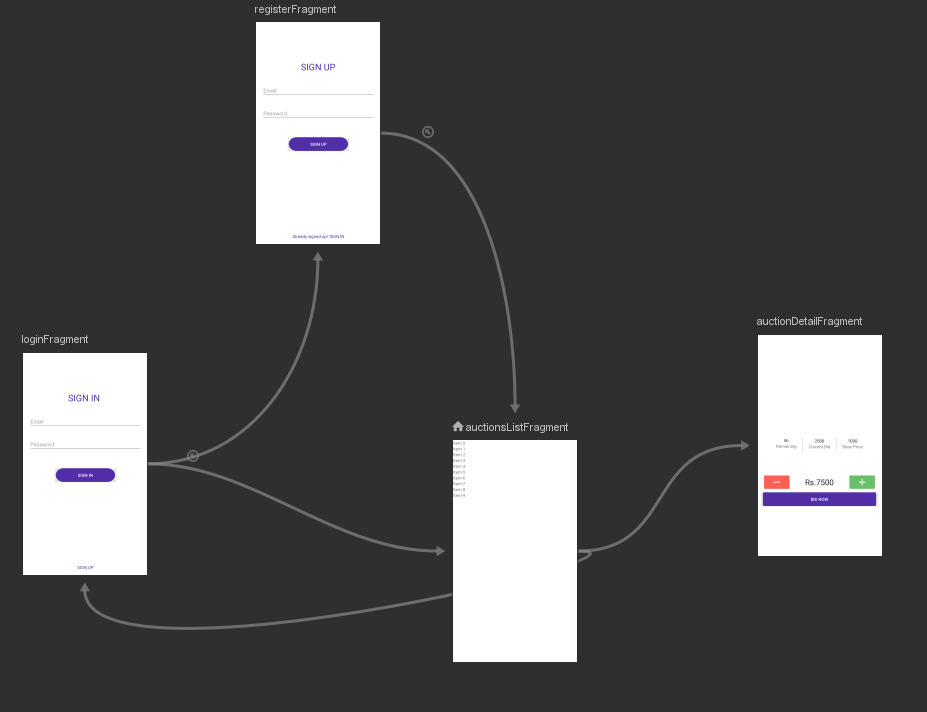 registerFragment
SIGN UP
Email
Password
SIGN UP
Already signed up? SIGN IN
loginFragment
SIGN IN
Email
Password
SIGN IN
SIGN UP
auctionsListFragment
Item 0
Item 1
Item 2
Item 3
Item 4
Item 5
Item 6
Item 7
Item 8
Item 9
auctionDetailFragment
2500 1000
Remaining Current Bid Base Price
− Rs.7500 +
BID NOW